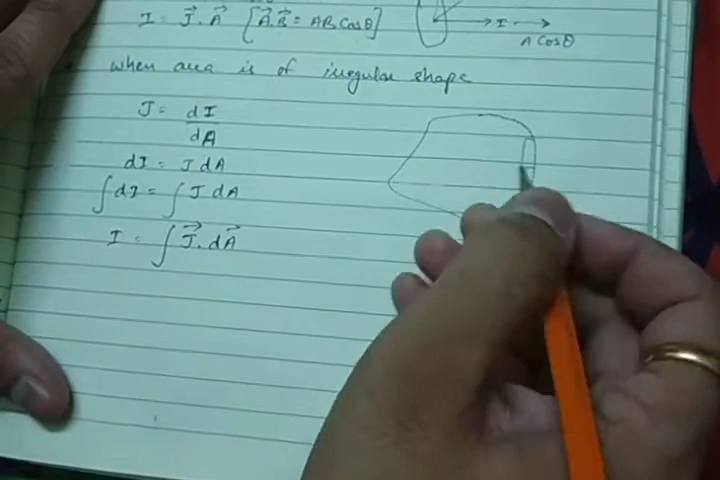 I = J⃗. A⃗ [A⃗.B⃗ = AB Cosθ]
→ I →
A Cosθ
when area is of irregular shape
J = dI
dA
dI = J dA
∫dI = ∫ J dA
I = ∫ J⃗. dA⃗